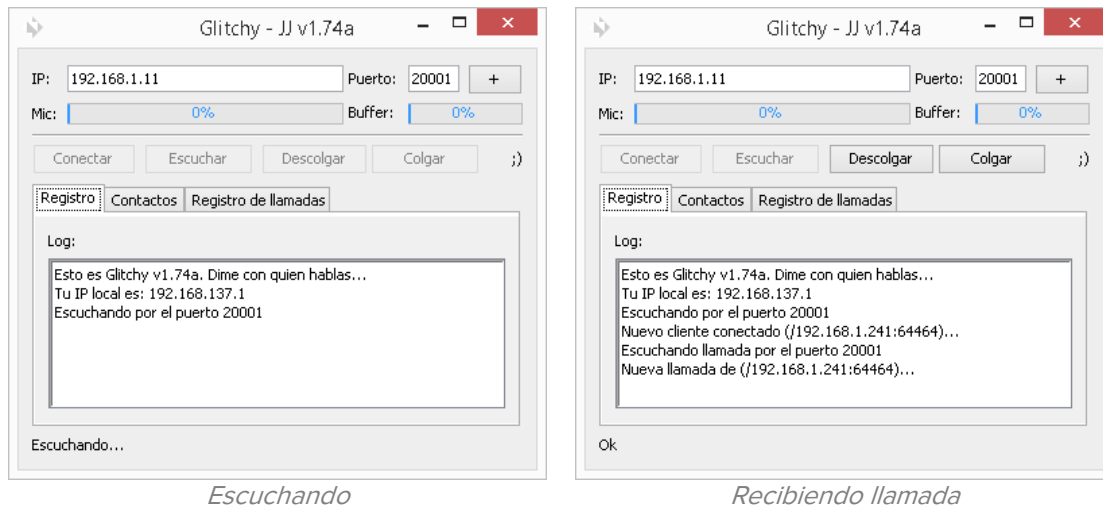 Glitchy - JJ v1.74a
IP: 192.168.1.11 Puerto: 20001 +
Mic: 0% Buffer: 0%
Conectar Escuchar Descolgar Colgar ;)
Registro Contactos Registro de llamadas
Log:
Esto es Glitchy v1.74a. Dime con quien hablas...
Tu IP local es: 192.168.137.1
Escuchando por el puerto 20001
Escuchando...
Escuchando
Glitchy - JJ v1.74a
IP: 192.168.1.11 Puerto: 20001 +
Mic: 0% Buffer: 0%
Conectar Escuchar Descolgar Colgar ;)
Registro Contactos Registro de llamadas
Log:
Esto es Glitchy v1.74a. Dime con quien hablas...
Tu IP local es: 192.168.137.1
Escuchando por el puerto 20001
Nuevo cliente conectado (/192.168.1.241:64464)...
Escuchando llamada por el puerto 20001
Nueva llamada de (/192.168.1.241:64464)...
Ok
Recibiendo llamada